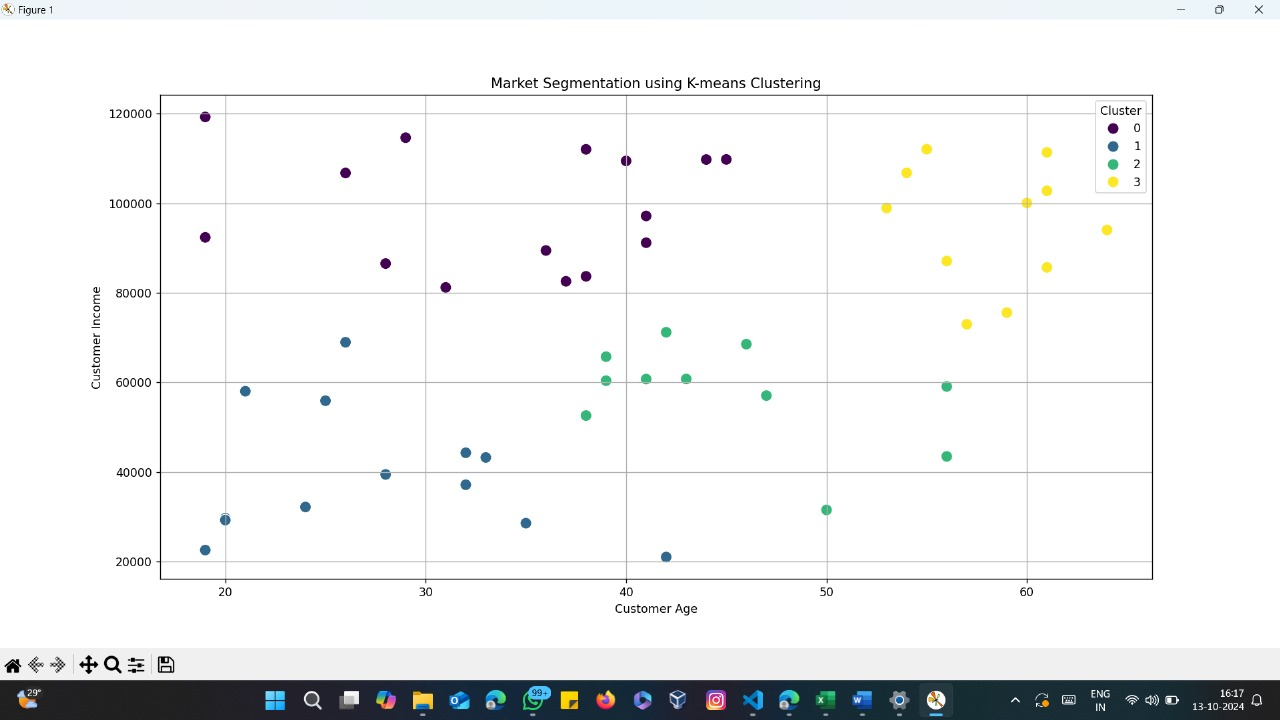 Figure 1
Market Segmentation using K-means Clustering
Customer Income
120000
100000
80000
60000
40000
20000
20 30 40 50 60
Customer Age
Cluster
0
1
2
3
29°
99+
ENG
IN
16:17
13-10-2024